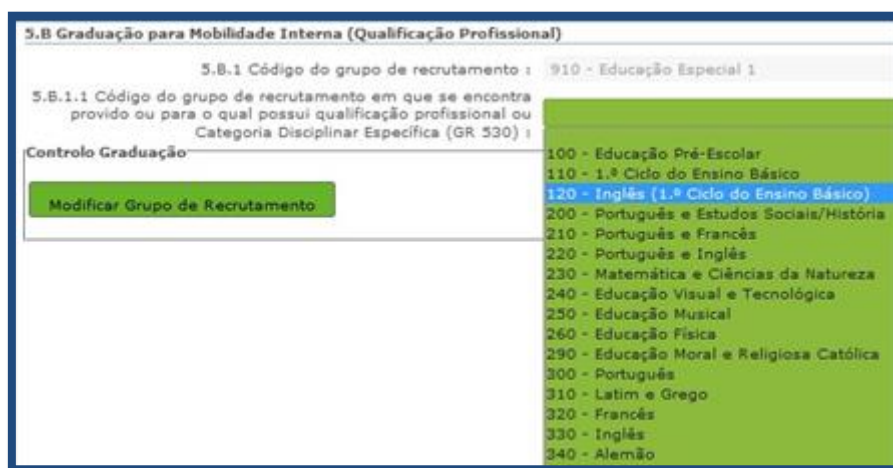 5.B Graduação para Mobilidade Interna (Qualificação Profissional)
5.B.1 Código do grupo de recrutamento : 910 - Educação Especial 1
5.B.1.1 Código do grupo de recrutamento em que se encontra
provido ou para o qual possui qualificação profissional ou
Categoria Disciplinar Específica (GR 530) :
Controlo Graduação
Modificar Grupo de Recrutamento
100 - Educação Pré-Escolar
110 - 1.º Ciclo do Ensino Básico
120 - Inglês (1.º Ciclo do Ensino Básico)
200 - Português e Estudos Sociais/História
210 - Português e Francês
220 - Português e Inglês
230 - Matemática e Ciências da Natureza
240 - Educação Visual e Tecnológica
250 - Educação Musical
260 - Educação Física
290 - Educação Moral e Religiosa Católica
300 - Português
310 - Latim e Grego
320 - Francês
330 - Inglês
340 - Alemão